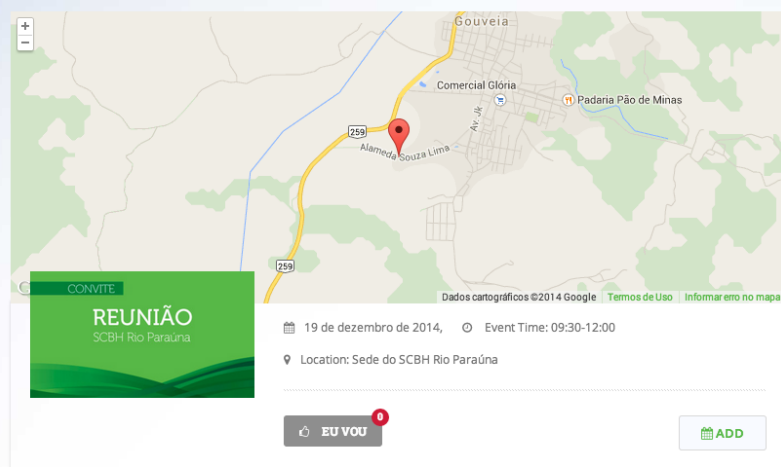 +
−
Gouveia
Comercial Glória
Padaria Pão de Minas
Av. Jk
259
Alameda Souza Lima
259
Dados cartográficos ©2014 Google
Termos de Uso
Informar erro no mapa
CONVITE
REUNIÃO
SCBH Rio Paraúna
19 de dezembro de 2014, Event Time: 09:30-12:00
Location: Sede do SCBH Rio Paraúna
0
EU VOU
ADD